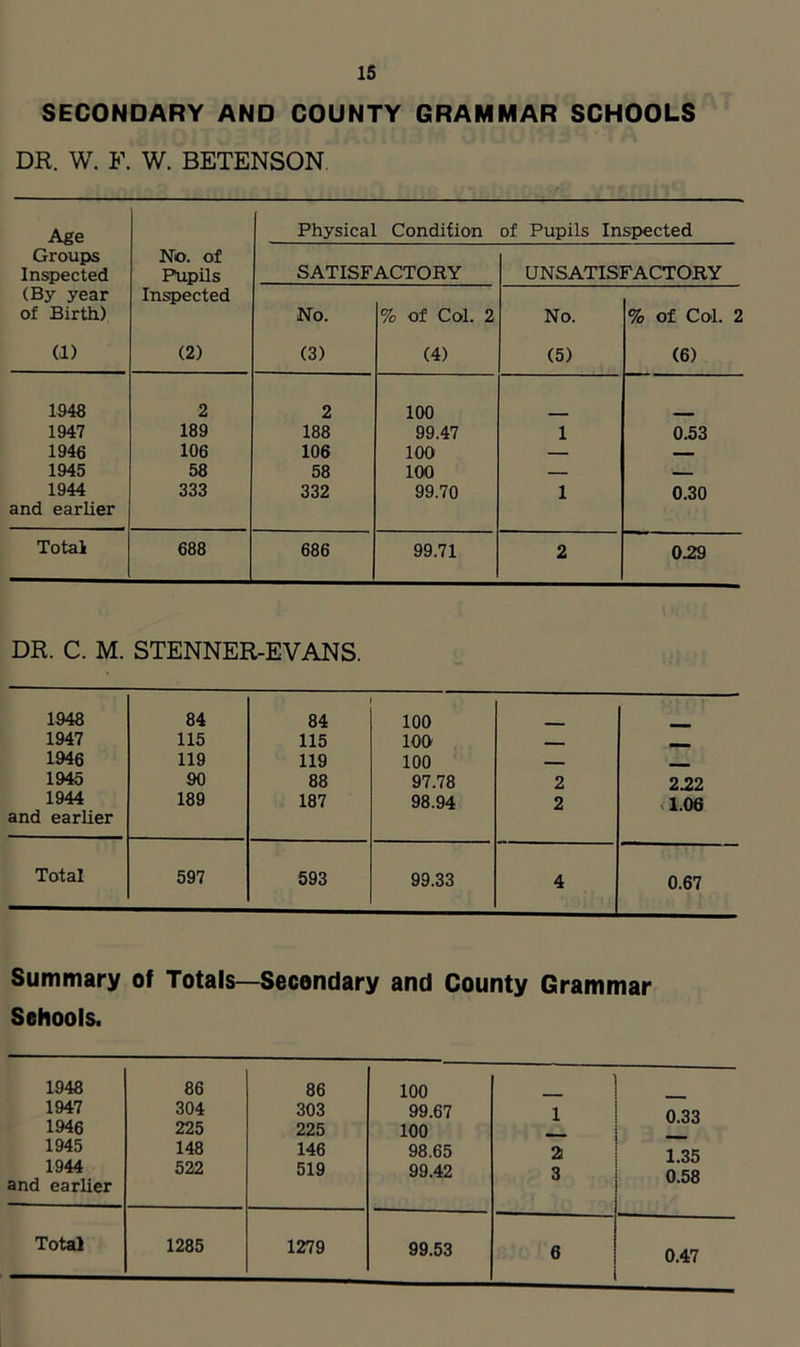 15
SECONDARY AND COUNTY GRAMMAR SCHOOLS
DR. W. F. W. BETENSON.
Age Groups Inspected (By year of Birth) No. of Pupils Inspected Physical Condition of Pupils Inspected
SATISFACTORY UNSATISFACTORY
No. % of Col. 2 No. % of Col. 2
(1) (2) (3) (4) (5) (6)
1948 2 2 100 — —
1947 189 188 99.47 1 0.53
1946 106 106 100 — —
1945 58 58 100 — —
1944 333 332 99.70 1 0.30
and earlier
Total 688 686 99.71 2 0.29
DR. C. M. STENNER-EVANS.
1948 84 84 100 — —
1947 115 115 100 — —
1946 119 119 100 — —
1945 90 88 97.78 2 2.22
1944 189 187 98.94 2 1.06
and earlier
Total 597 593 99.33 4 0.67
Summary of Totals—Secondary and County Grammar
Schools.
1948 86 86 100 — —
1947 304 303 99.67 1 0.33
1946 225 225 100 — —
1945 148 146 98.65 2 1.35
1944 522 519 99.42 3 0.58
and earlier
Total 1285 1279 99.53 6 0.47